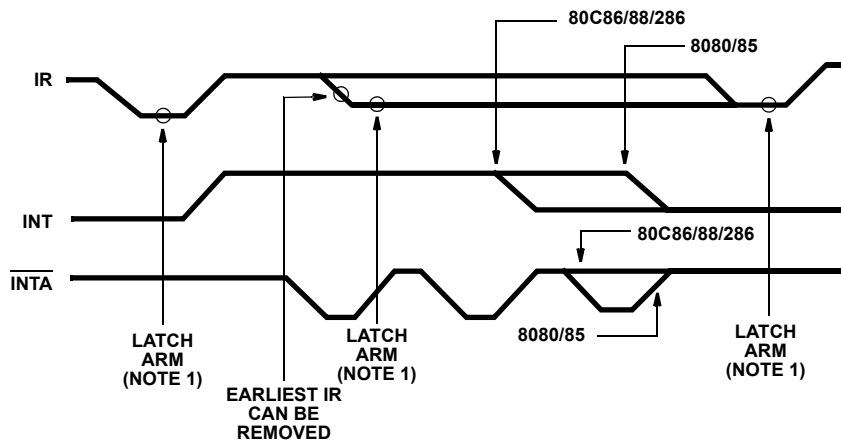 80C86/88/286
8080/85
IR
INT
80C86/88/286
INTA
8080/85
LATCH
ARM
(NOTE 1)
EARLIEST IR
CAN BE
REMOVED
LATCH
ARM
(NOTE 1)
LATCH
ARM
(NOTE 1)